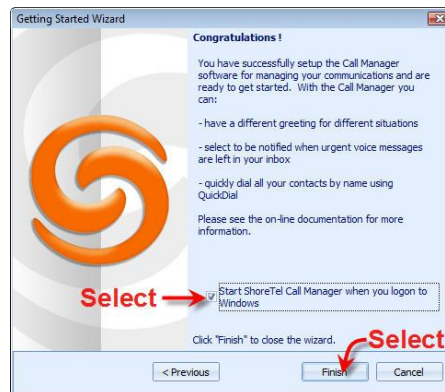 Getting Started Wizard
Congratulations !
You have successfully setup the Call Manager
software for managing your communications and are
ready to get started. With the Call Manager you
can:
- have a different greeting for different situations
- select to be notified when urgent voice messages
are left in your inbox
- quickly dial all your contacts by name using
QuickDial
Please see the on-line documentation for more
information.
Select
Start ShoreTel Call Manager when you logon to
Windows
Click "Finish" to close the wizard.
Select
< Previous
Finish
Cancel